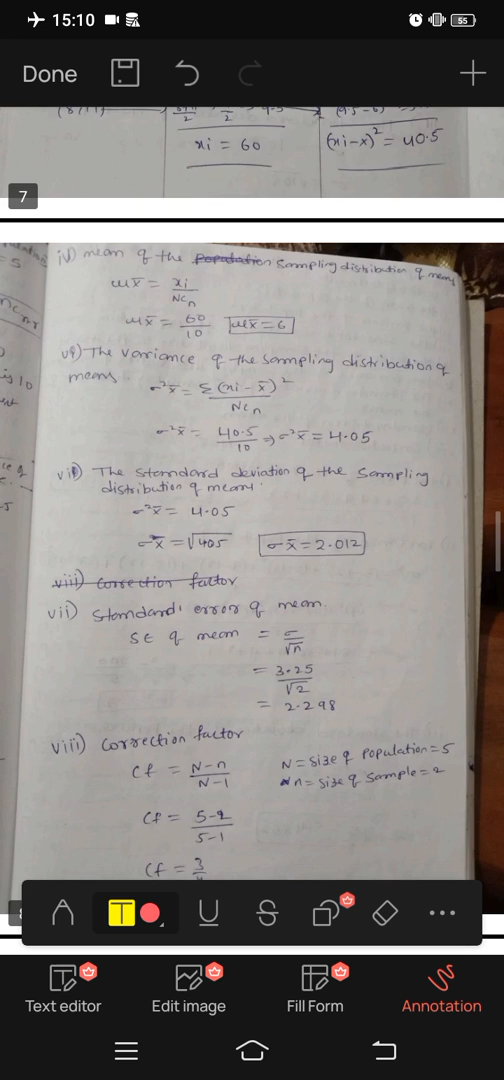 15:10
55
Done
xi = 60
(xi-x)² = 40.5
7
iv) mean of the population sampling distribution of means
μx̄ = xi / NCn
μx̄ = 60/10 μx̄ = 6
vi) The variance of the sampling distribution of
means
σ²x̄ = Σ(xi - x̄)² / NCn
σ²x̄ = 40.5/10 ⇒ σ²x̄ = 4.05
vii) The standard deviation of the sampling
distribution of means.
σ²x̄ = 4.05
σx̄ = √405 σx̄ = 2.012
viii) correction factor
vii) Standard error of mean
SE of mean = σ/√n
= 3.25/√2
= 2.298
viii) Correction factor
Cf = N-n / N-1 N = Size of population = 5
n = size of sample = 2
Cf = 5-2 / 5-1
Cf = 3
Text editor
Edit image
Fill Form
Annotation